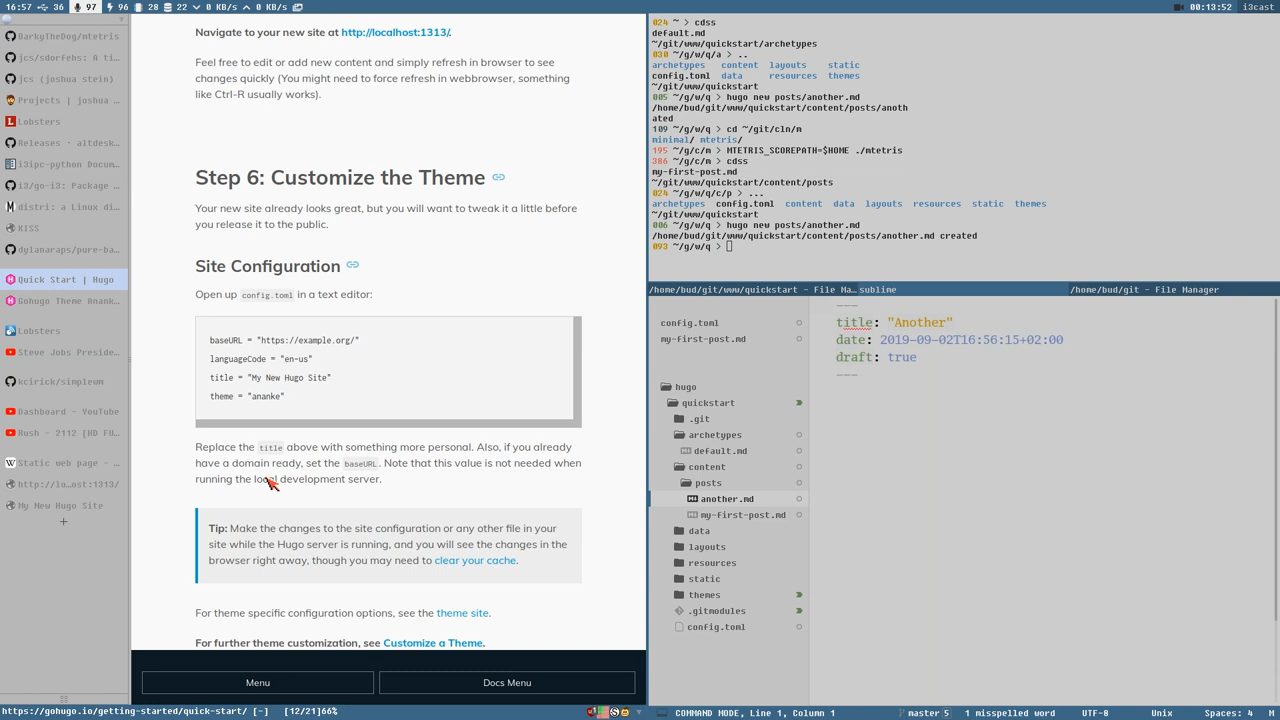 16:57 36 97 96 28 22 0 KB/s 0 KB/s
00:13:52 i3cast
BarkyTheDog/mtetris
jcs/sdorfehs: A ti…
jcs (joshua stein)
Projects | joshua …
Lobsters
Releases · altdesk…
i3ipc-python Docum…
i3/go-i3: Package …
distri: a Linux di…
KISS
dylanaraps/pure-ba…
Quick Start | Hugo
Gohugo Theme Anank…
Lobsters
Steve Jobs Preside…
kcirick/simplewm
Dashboard - YouTube
Rush - 2112 [HD FU…
Static web page - …
http://lo…ost:1313/
My New Hugo Site
Navigate to your new site at http://localhost:1313/.
Feel free to edit or add new content and simply refresh in browser to see
changes quickly (You might need to force refresh in webbrowser, something
like Ctrl-R usually works).
Step 6: Customize the Theme
Your new site already looks great, but you will want to tweak it a little before
you release it to the public.
Site Configuration
Open up config.toml in a text editor:
baseURL = "https://example.org/"
languageCode = "en-us"
title = "My New Hugo Site"
theme = "ananke"
Replace the title above with something more personal. Also, if you already
have a domain ready, set the baseURL. Note that this value is not needed when
running the local development server.
Tip: Make the changes to the site configuration or any other file in your
site while the Hugo server is running, and you will see the changes in the
browser right away, though you may need to clear your cache.
For theme specific configuration options, see the theme site.
For further theme customization, see Customize a Theme.
Menu
Docs Menu
https://gohugo.io/getting-started/quick-start/ [-] [12/21]66%
024 ~ > cdss
default.md
~/git/www/quickstart/archetypes
030 ~/g/w/q/a > ..
archetypes content layouts static
config.toml data resources themes
~/git/www/quickstart
005 ~/g/w/q > hugo new posts/another.md
/home/bud/git/www/quickstart/content/posts/anoth
ated
109 ~/g/w/q > cd ~/git/cln/m
minimal/ mtetris/
195 ~/g/c/m > MTETRIS_SCOREPATH=$HOME ./mtetris
386 ~/g/c/m > cdss
my-first-post.md
~/git/www/quickstart/content/posts
024 ~/g/w/q/c/p > ...
archetypes config.toml content data layouts resources static themes
~/git/www/quickstart
006 ~/g/w/q > hugo new posts/another.md
/home/bud/git/www/quickstart/content/posts/another.md created
093 ~/g/w/q >
/home/bud/git/www/quickstart - File Ma… sublime /home/bud/git - File Manager
config.toml
my-first-post.md
hugo
quickstart
.git
archetypes
default.md
content
posts
another.md
my-first-post.md
data
layouts
resources
static
themes
.gitmodules
config.toml
---
title: "Another"
date: 2019-09-02T16:56:15+02:00
draft: true
---
COMMAND MODE, Line 1, Column 1 master 5 1 misspelled word UTF-8 Unix Spaces: 4 M